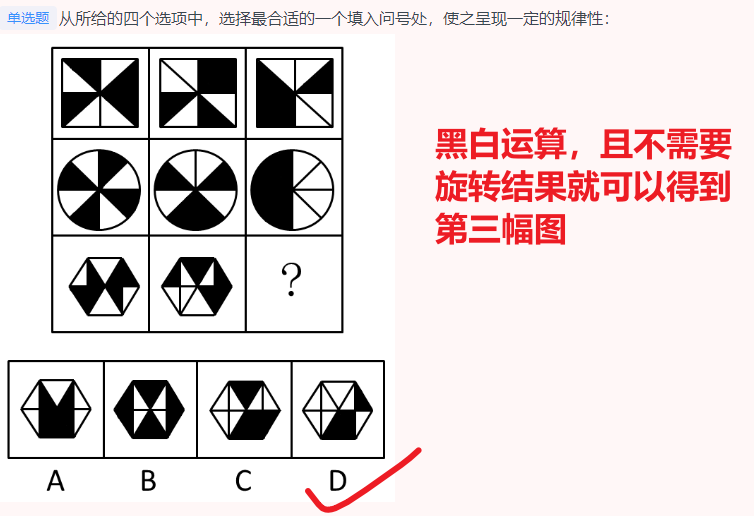 单选题 从所给的四个选项中，选择最合适的一个填入问号处，使之呈现一定的规律性：
黑白运算，且不需要
旋转结果就可以得到
第三幅图
？
A B C D